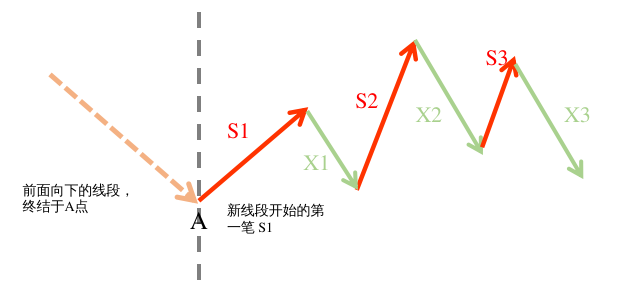 S1
S2
S3
X1
X2
X3
前面向下的线段，
终结于A点
A
新线段开始的第
一笔 S1